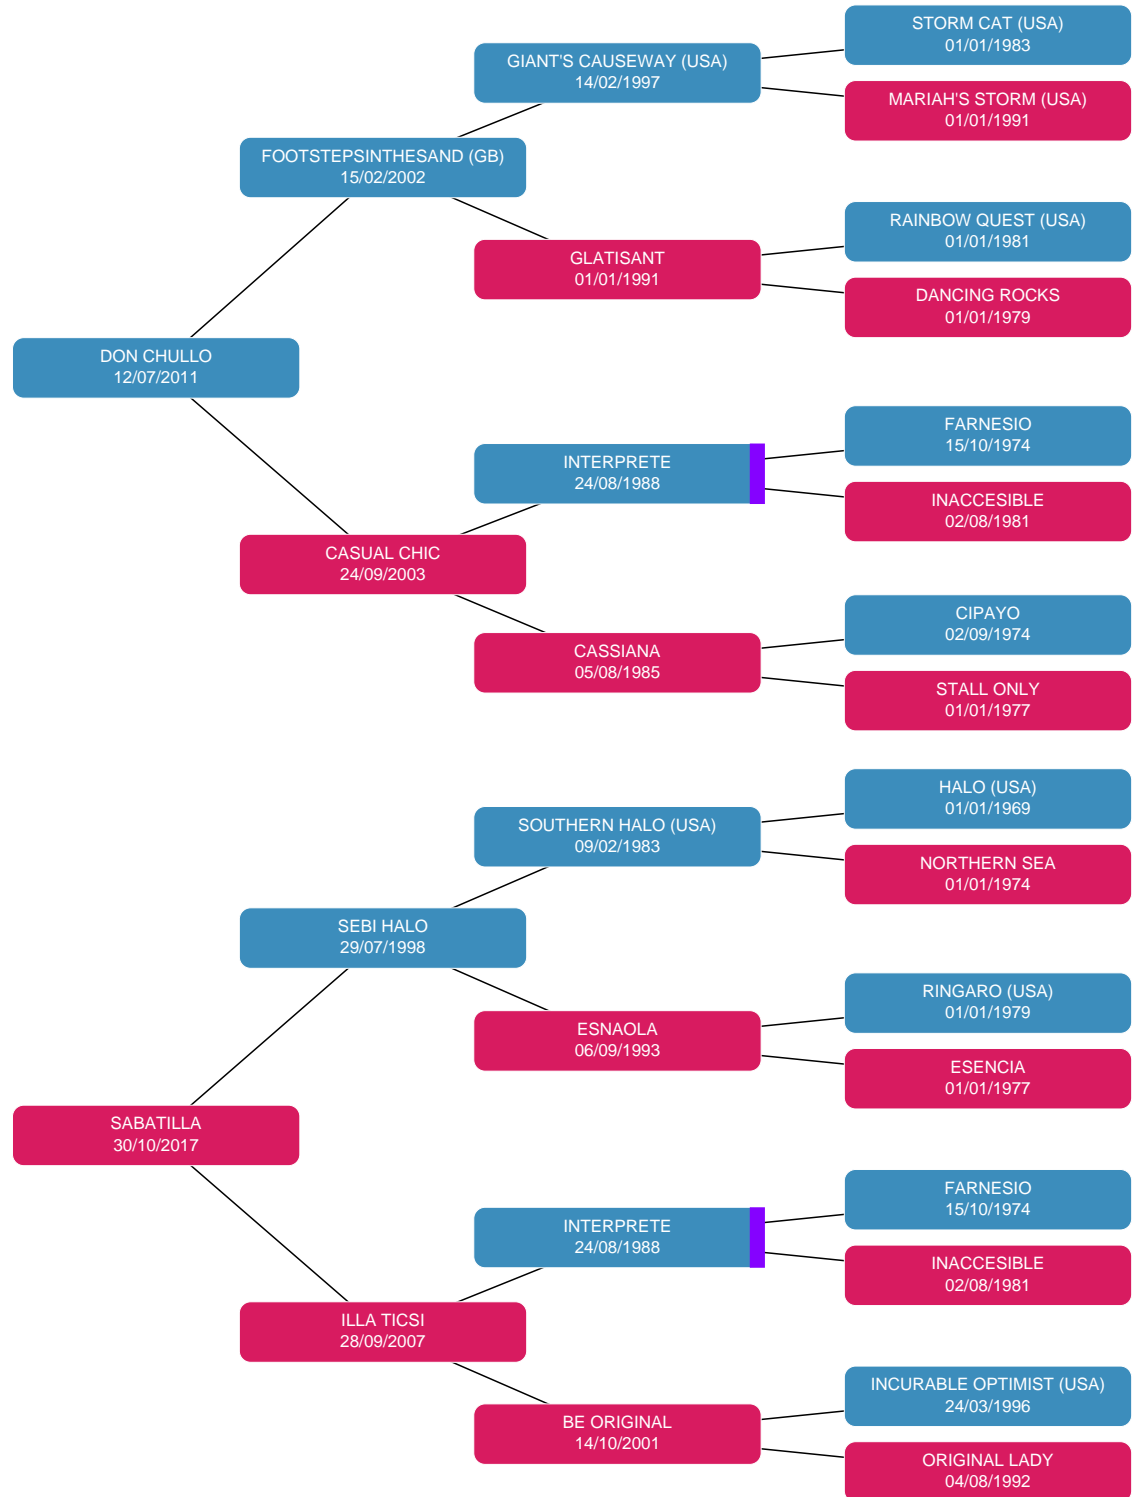 STORM CAT (USA)
01/01/1983
GIANT'S CAUSEWAY (USA)
14/02/1997
MARIAH'S STORM (USA)
01/01/1991
FOOTSTEPSINTHESAND (GB)
15/02/2002
RAINBOW QUEST (USA)
01/01/1981
GLATISANT
01/01/1991
DANCING ROCKS
01/01/1979
DON CHULLO
12/07/2011
FARNESIO
15/10/1974
INTERPRETE
24/08/1988
INACCESIBLE
02/08/1981
CASUAL CHIC
24/09/2003
CIPAYO
02/09/1974
CASSIANA
05/08/1985
STALL ONLY
01/01/1977
HALO (USA)
01/01/1969
SOUTHERN HALO (USA)
09/02/1983
NORTHERN SEA
01/01/1974
SEBI HALO
29/07/1998
RINGARO (USA)
01/01/1979
ESNAOLA
06/09/1993
ESENCIA
01/01/1977
SABATILLA
30/10/2017
FARNESIO
15/10/1974
INTERPRETE
24/08/1988
INACCESIBLE
02/08/1981
ILLA TICSI
28/09/2007
INCURABLE OPTIMIST (USA)
24/03/1996
BE ORIGINAL
14/10/2001
ORIGINAL LADY
04/08/1992